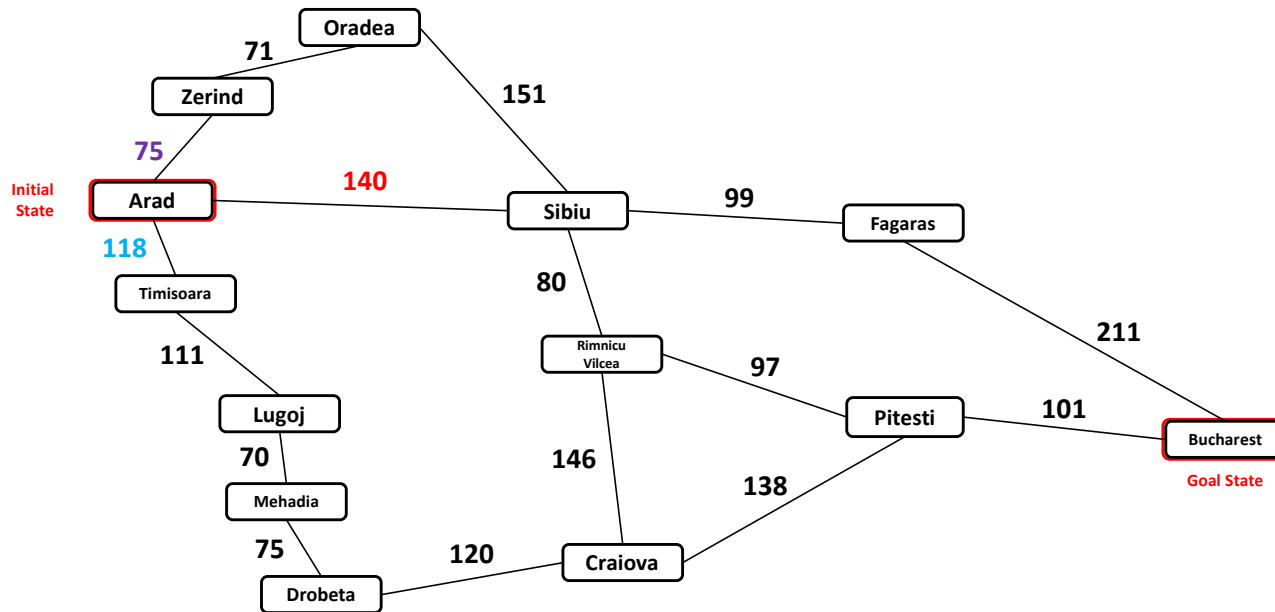 Oradea
71
Zerind
151
75
Initial
State
Arad
140
Sibiu
99
Fagaras
118
Timisoara
80
111
Rimnicu
Vilcea
97
211
Lugoj
Pitesti
101
Bucharest
70
146
138
Goal State
Mehadia
75
120
Craiova
Drobeta